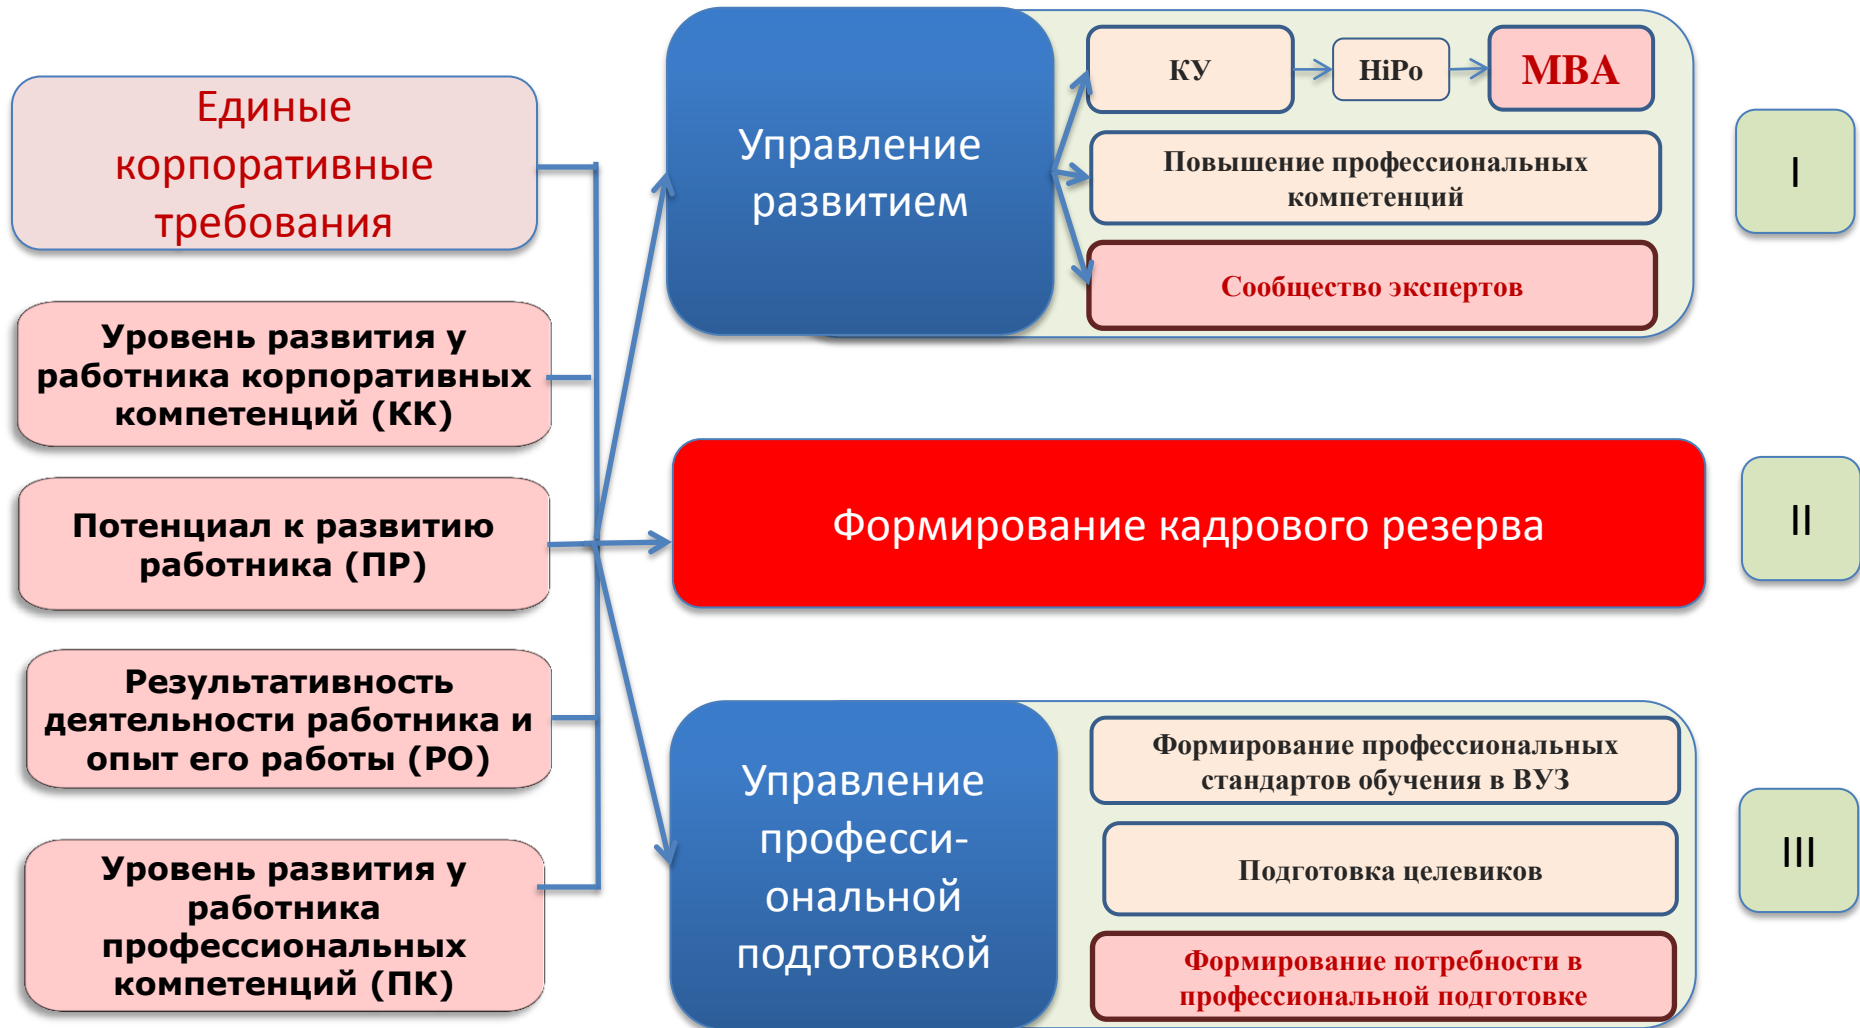 Единые
корпоративные
требования
Уровень развития у
работника корпоративных
компетенций (КК)
Потенциал к развитию
работника (ПР)
Результативность
деятельности работника и
опыт его работы (РО)
Уровень развития у
работника
профессиональных
компетенций (ПК)
Управление
развитием
КУ
HiPo
МВА
Повышение профессиональных
компетенций
Сообщество экспертов
I
Формирование кадрового резерва
II
Управление
професси-
ональной
подготовкой
Формирование профессиональных
стандартов обучения в ВУЗ
Подготовка целевиков
Формирование потребности в
профессиональной подготовке
III